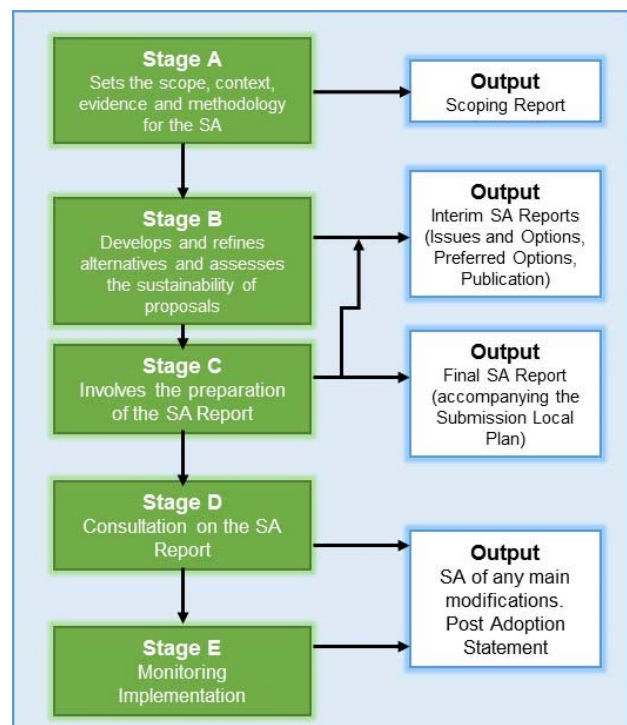 Stage A
Sets the scope, context,
evidence and methodology
for the SA
Output
Scoping Report
Stage B
Develops and refines
alternatives and assesses
the sustainability of
proposals
Output
Interim SA Reports
(Issues and Options,
Preferred Options,
Publication)
Stage C
Involves the preparation
of the SA Report
Output
Final SA Report
(accompanying the
Submission Local
Plan)
Stage D
Consultation on the SA
Report
Output
SA of any main
modifications.
Post Adoption
Statement
Stage E
Monitoring
Implementation